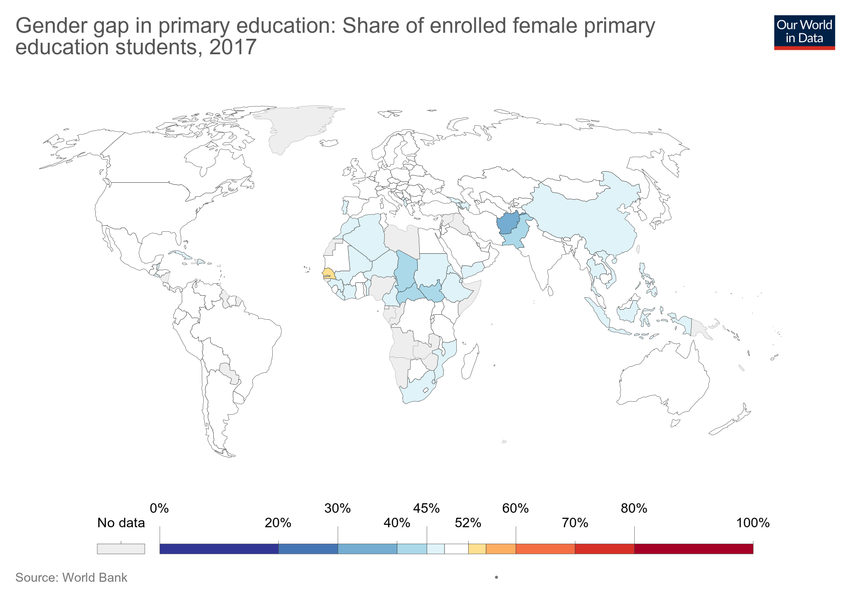 Gender gap in primary education: Share of enrolled female primary
education students, 2017
Our World
in Data
No data
0%
20%
30%
40%
45%
52%
60%
70%
80%
100%
Source: World Bank